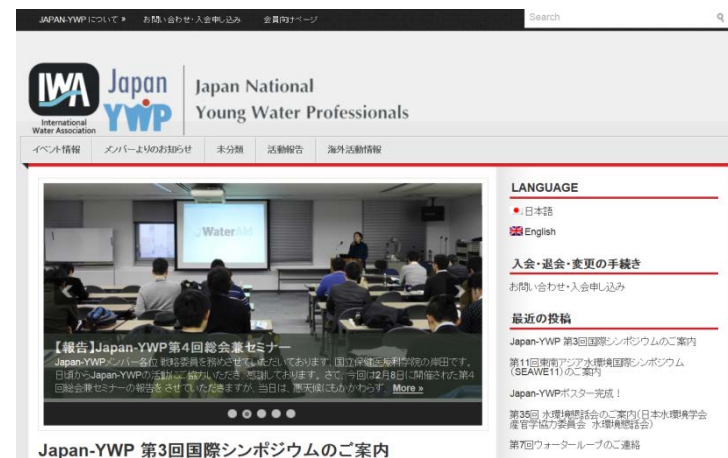 JAPAN-YWPについて »
お問い合わせ・入会申し込み
会員向けページ
Search
IWA
International
Water Association
Japan
YWP
Japan National
Young Water Professionals
イベント情報
メンバーよりのお知らせ
未分類
活動報告
海外活動情報
WaterAid
【報告】Japan-YWP第4回総会兼セミナー
Japan-YWPメンバー各位 戦略委員を務めさせていただいております、国立保健医療科学院の岸田です。
日頃からJapan-YWPの活動にご協力いただき、感謝しております。さて、今回は12月8日に開催された第4
回総会兼セミナーの報告をさせていただきますが、当日は、悪天候にもかかわらず、 More »
Japan-YWP 第3回国際シンポジウムのご案内
LANGUAGE
日本語
English
入会・退会・変更の手続き
お問い合わせ・入会申し込み
最近の投稿
Japan-YWP 第3回国際シンポジウムのご案内
第11回東南アジア水環境国際シンポジウム
(SEAWE11)のご案内
Japan-YWPポスター完成！
第35回 水環境懇話会のご案内(日本水環境学会
産官学協力委員会 水環境懇話会)
第7回ウォータールーブのご連絡